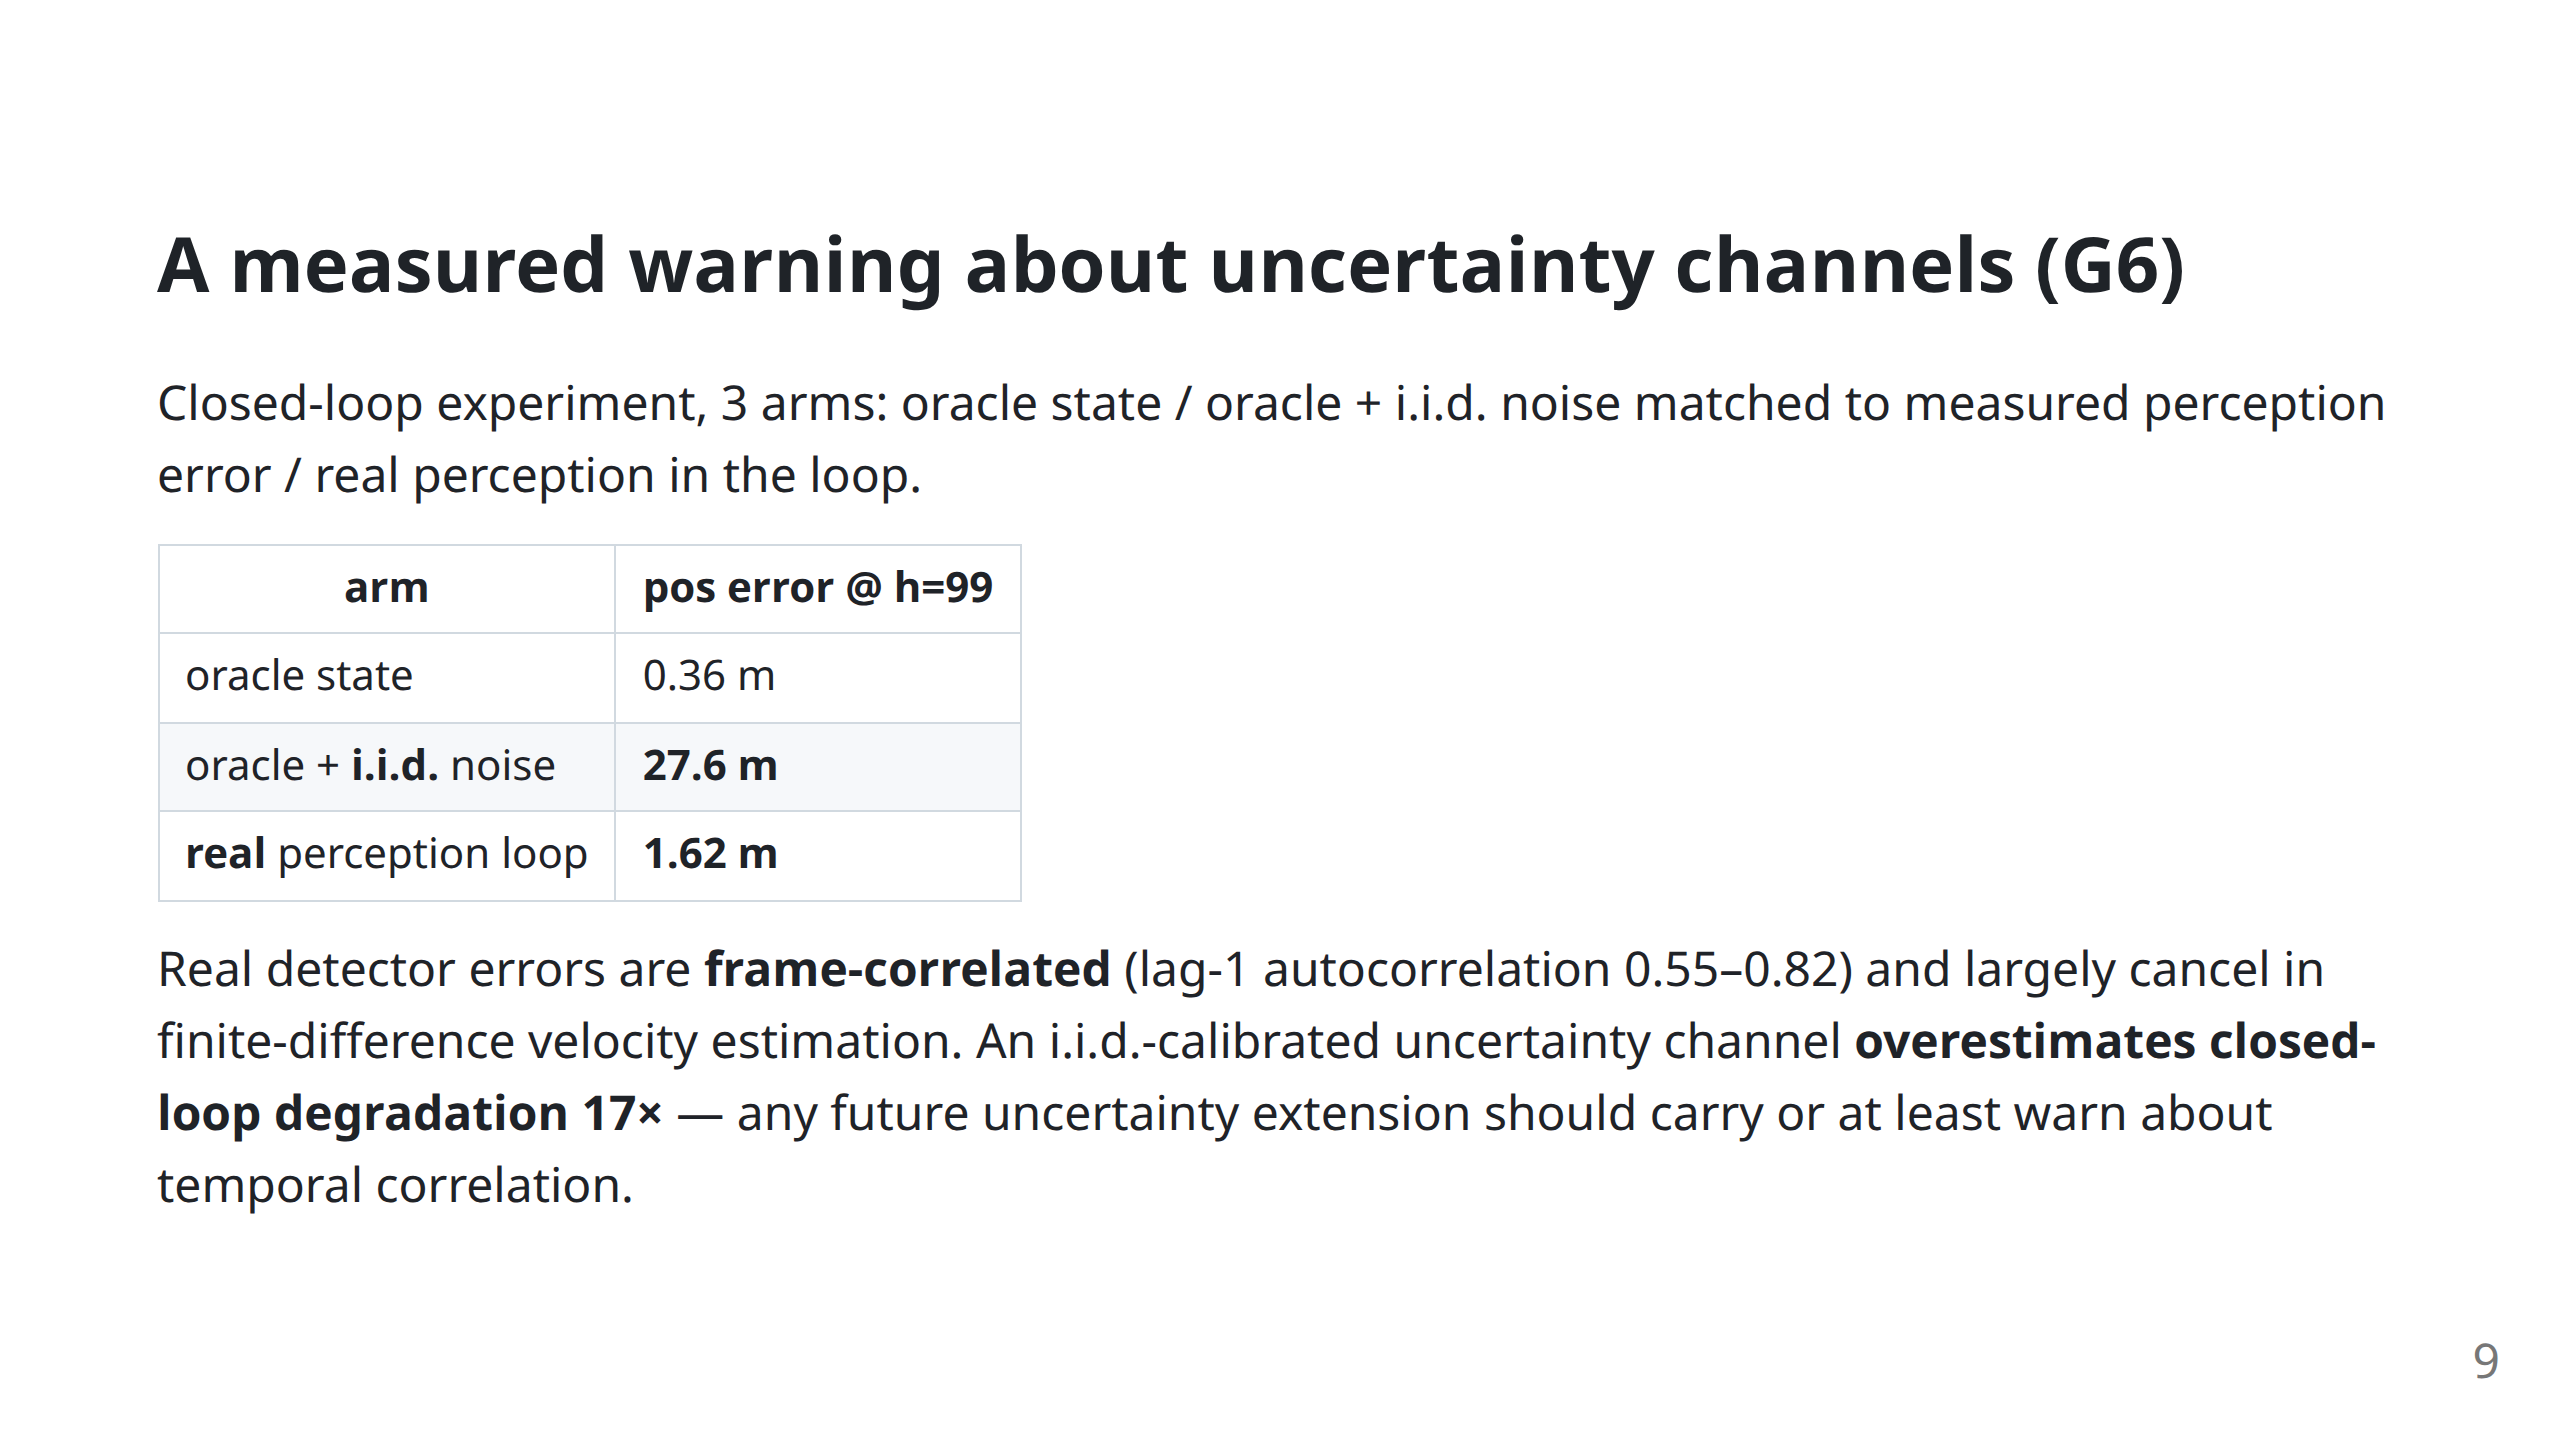 A measured warning about uncertainty channels (G6)
Closed-loop experiment, 3 arms: oracle state / oracle + i.i.d. noise matched to measured perception
error / real perception in the loop.
arm pos error @ h=99
oracle state 0.36 m
oracle + i.i.d. noise 27.6 m
real perception loop 1.62 m
Real detector errors are frame-correlated (lag-1 autocorrelation 0.55–0.82) and largely cancel in
finite-difference velocity estimation. An i.i.d.-calibrated uncertainty channel overestimates closed-
loop degradation 17× — any future uncertainty extension should carry or at least warn about
temporal correlation.
9